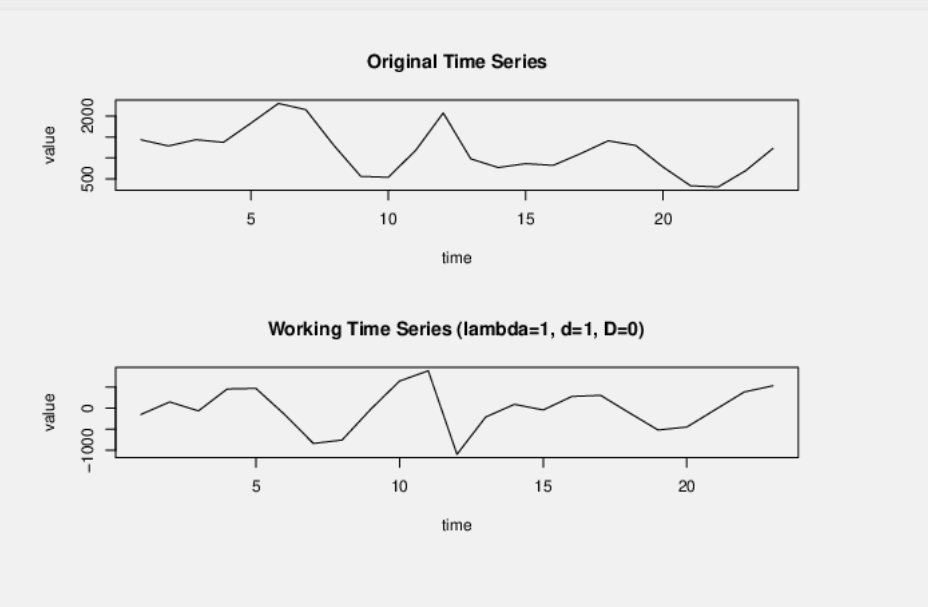 Original Time Series
value
2000
500
5 10 15 20
time
Working Time Series (lambda=1, d=1, D=0)
value
0
−1000
5 10 15 20
time